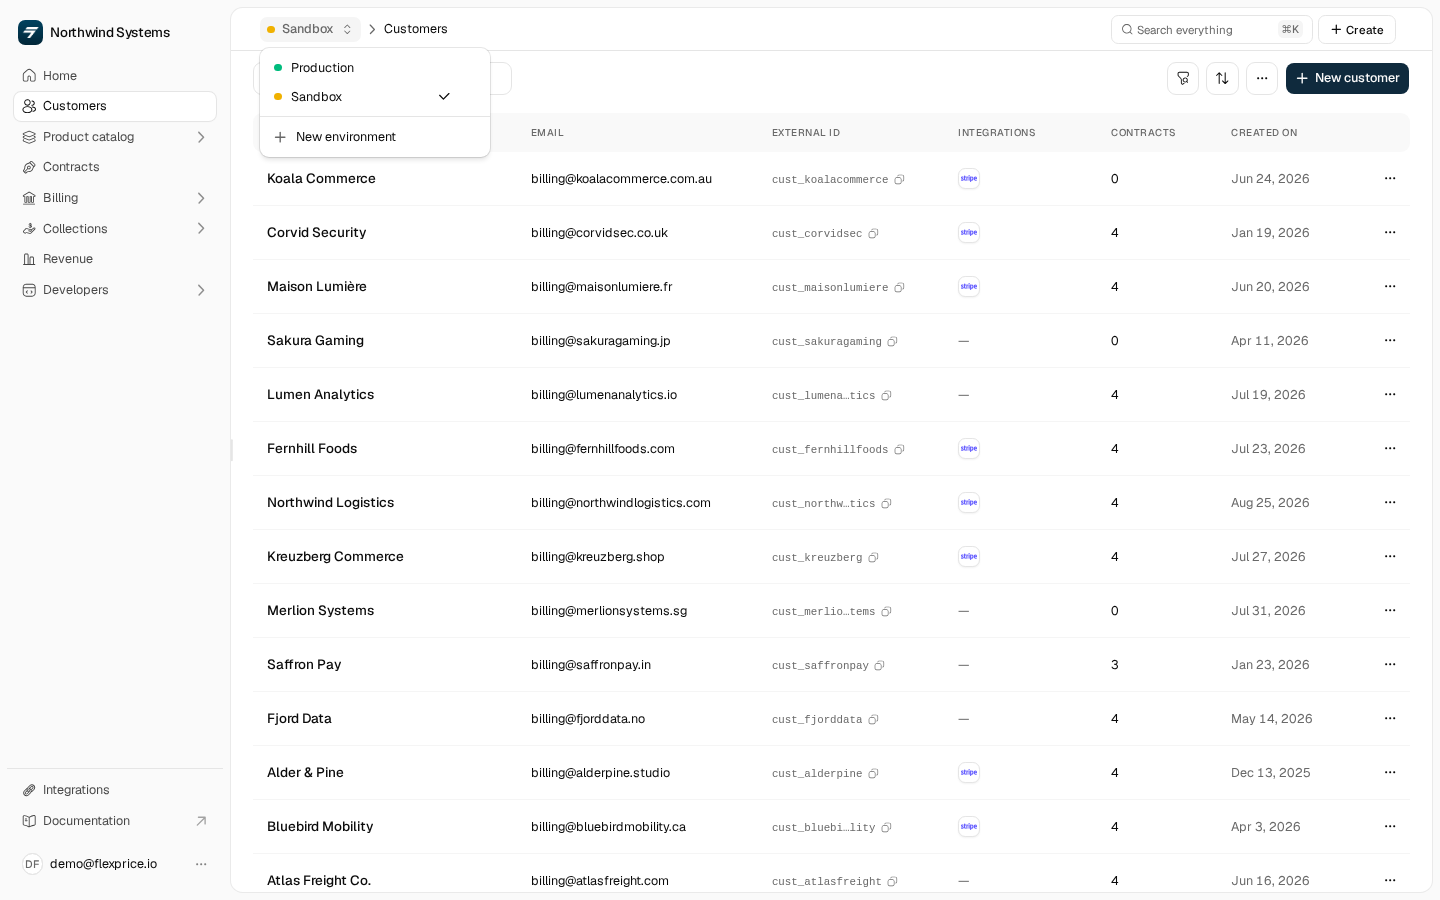 Northwind Systems
Home
Customers
Product catalog
Contracts
Billing
Collections
Revenue
Developers
Integrations
Documentation
DF demo@flexprice.io
Sandbox Customers
Search everything ⌘K
Create
Production
Sandbox
New environment
New customer
EMAIL EXTERNAL ID INTEGRATIONS CONTRACTS CREATED ON
Koala Commerce billing@koalacommerce.com.au cust_koalacommerce stripe 0 Jun 24, 2026
Corvid Security billing@corvidsec.co.uk cust_corvidsec stripe 4 Jan 19, 2026
Maison Lumière billing@maisonlumiere.fr cust_maisonlumiere stripe 4 Jun 20, 2026
Sakura Gaming billing@sakuragaming.jp cust_sakuragaming — 0 Apr 11, 2026
Lumen Analytics billing@lumenanalytics.io cust_lumena…tics — 4 Jul 19, 2026
Fernhill Foods billing@fernhillfoods.com cust_fernhillfoods stripe 4 Jul 23, 2026
Northwind Logistics billing@northwindlogistics.com cust_northw…tics stripe 4 Aug 25, 2026
Kreuzberg Commerce billing@kreuzberg.shop cust_kreuzberg stripe 4 Jul 27, 2026
Merlion Systems billing@merlionsystems.sg cust_merlio…tems — 0 Jul 31, 2026
Saffron Pay billing@saffronpay.in cust_saffronpay — 3 Jan 23, 2026
Fjord Data billing@fjorddata.no cust_fjorddata — 4 May 14, 2026
Alder & Pine billing@alderpine.studio cust_alderpine stripe 4 Dec 13, 2025
Bluebird Mobility billing@bluebirdmobility.ca cust_bluebi…lity stripe 4 Apr 3, 2026
Atlas Freight Co. billing@atlasfreight.com cust_atlasfreight — 4 Jun 16, 2026